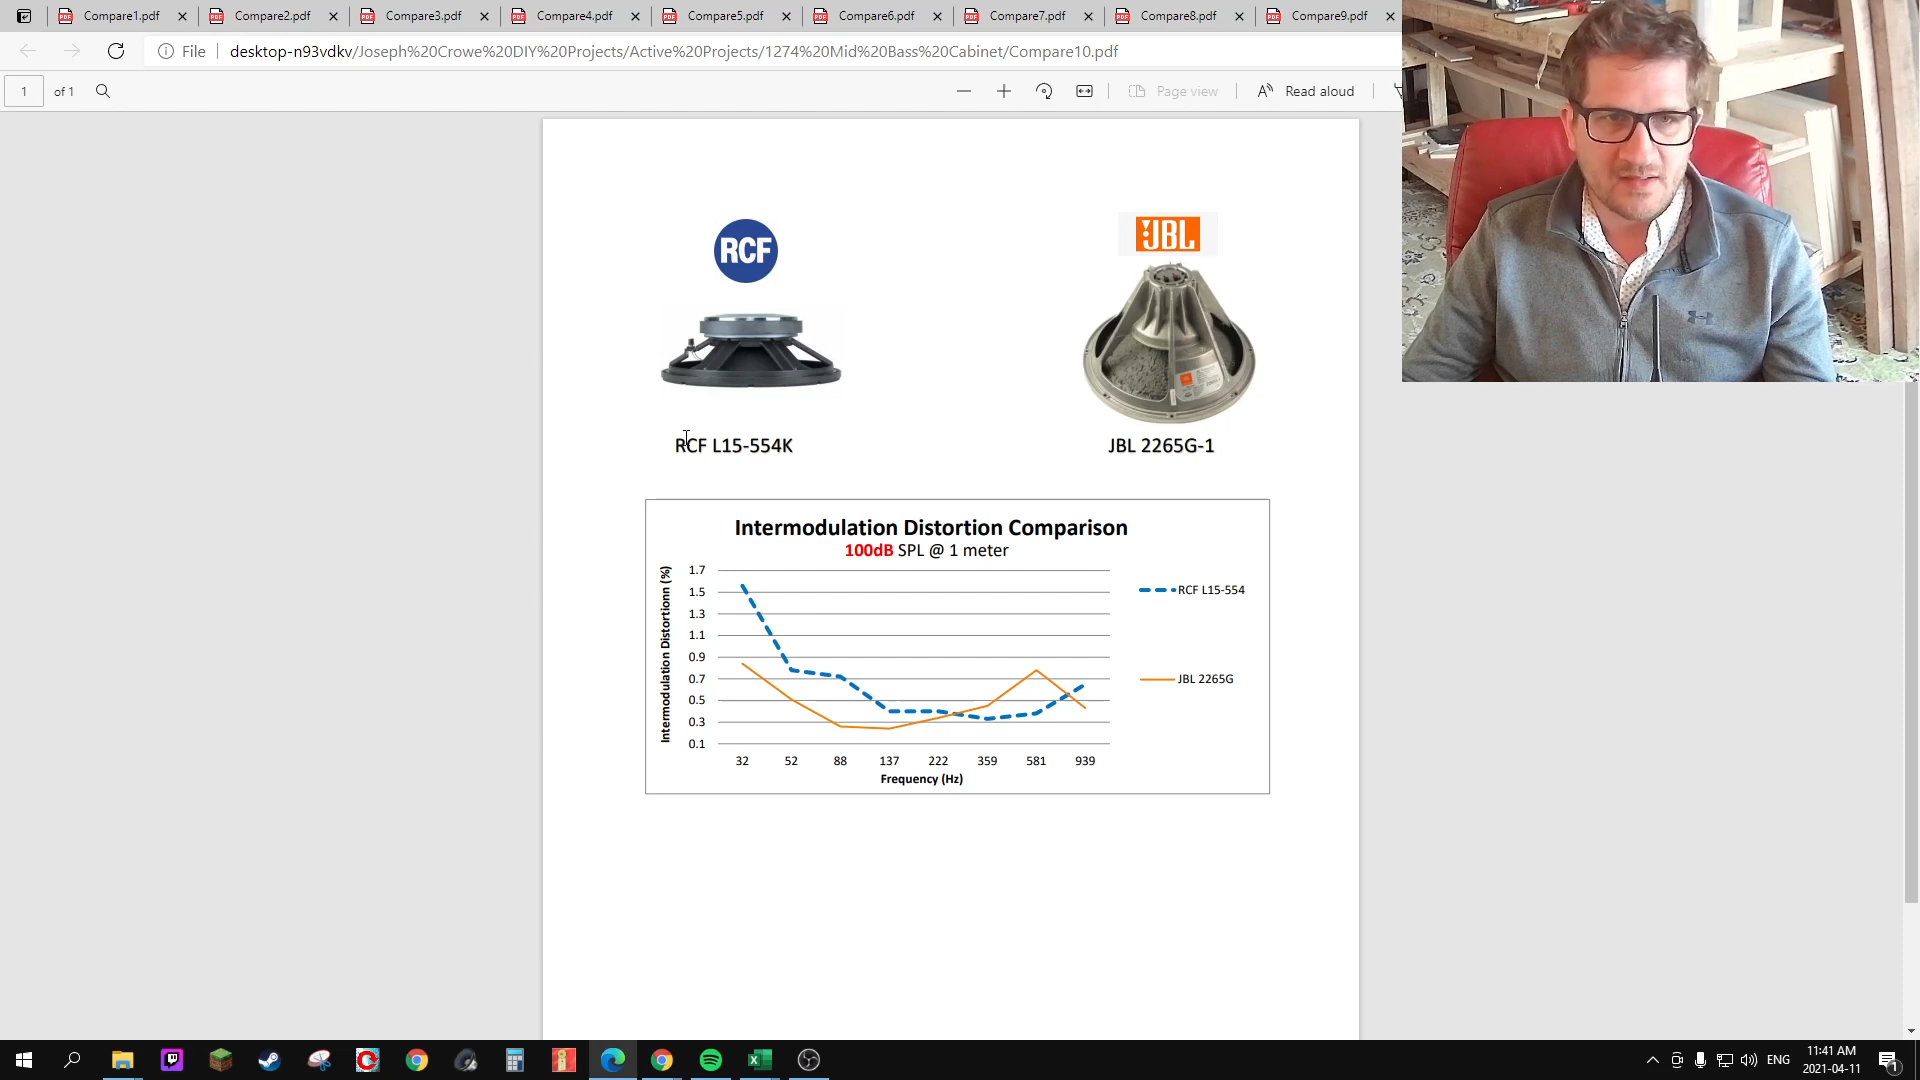 Compare1.pdf
Compare2.pdf
Compare3.pdf
Compare4.pdf
Compare5.pdf
Compare6.pdf
Compare7.pdf
Compare8.pdf
Compare9.pdf
File desktop-n93vdkv/Joseph%20Crowe%20DIY%20Projects/Active%20Projects/1274%20Mid%20Bass%20Cabinet/Compare10.pdf
1 of 1
Page view
Read aloud
RCF
JBL
RCF L15-554K
JBL 2265G-1
Intermodulation Distortion Comparison
100dB SPL @ 1 meter
Intermodulation Distortionn (%)
1.7
1.5
1.3
1.1
0.9
0.7
0.5
0.3
0.1
32 52 88 137 222 359 581 939
Frequency (Hz)
RCF L15-554
JBL 2265G
ENG
11:41 AM
2021-04-11
1